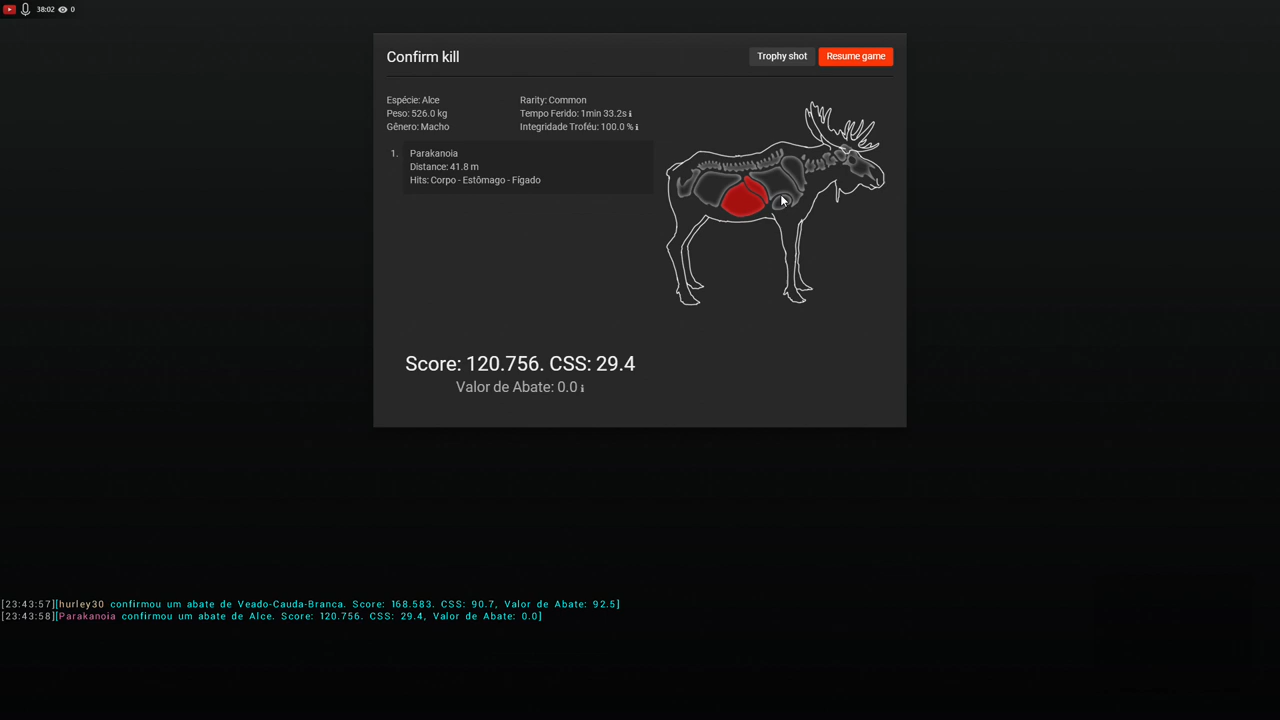 38:02 0
Confirm kill
Trophy shot
Resume game
Espécie: Alce
Rarity: Common
Peso: 526.0 kg
Tempo Ferido: 1min 33.2s
Gênero: Macho
Integridade Troféu: 100.0 %
1. Parakanoia
Distance: 41.8 m
Hits: Corpo - Estômago - Fígado
Score: 120.756. CSS: 29.4
Valor de Abate: 0.0
[23:43:57][hurley30 confirmou um abate de Veado-Cauda-Branca. Score: 168.583. CSS: 90.7, Valor de Abate: 92.5]
[23:43:58][Parakanoia confirmou um abate de Alce. Score: 120.756. CSS: 29.4, Valor de Abate: 0.0]